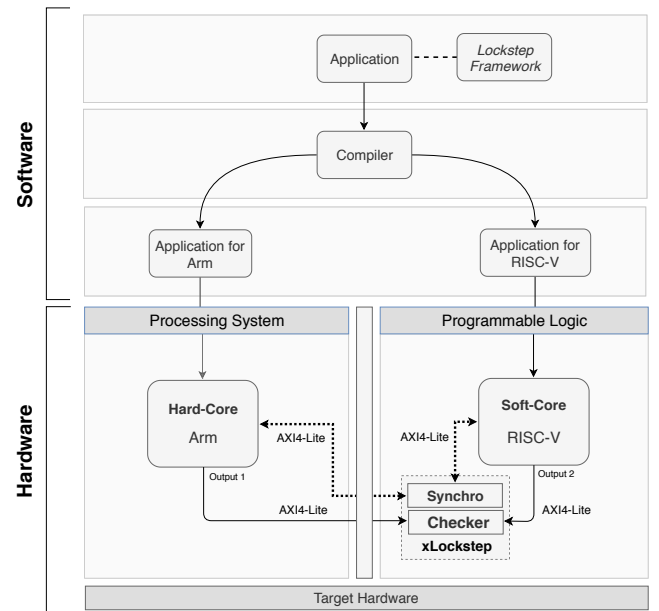 Software
Application
Lockstep
Framework
Compiler
Application for
Arm
Application for
RISC-V
Hardware
Processing System
Programmable Logic
Hard-Core
Arm
Soft-Core
RISC-V
AXI4-Lite
AXI4-Lite
Output 1
Output 2
Synchro
AXI4-Lite
AXI4-Lite
Checker
xLockstep
Target Hardware